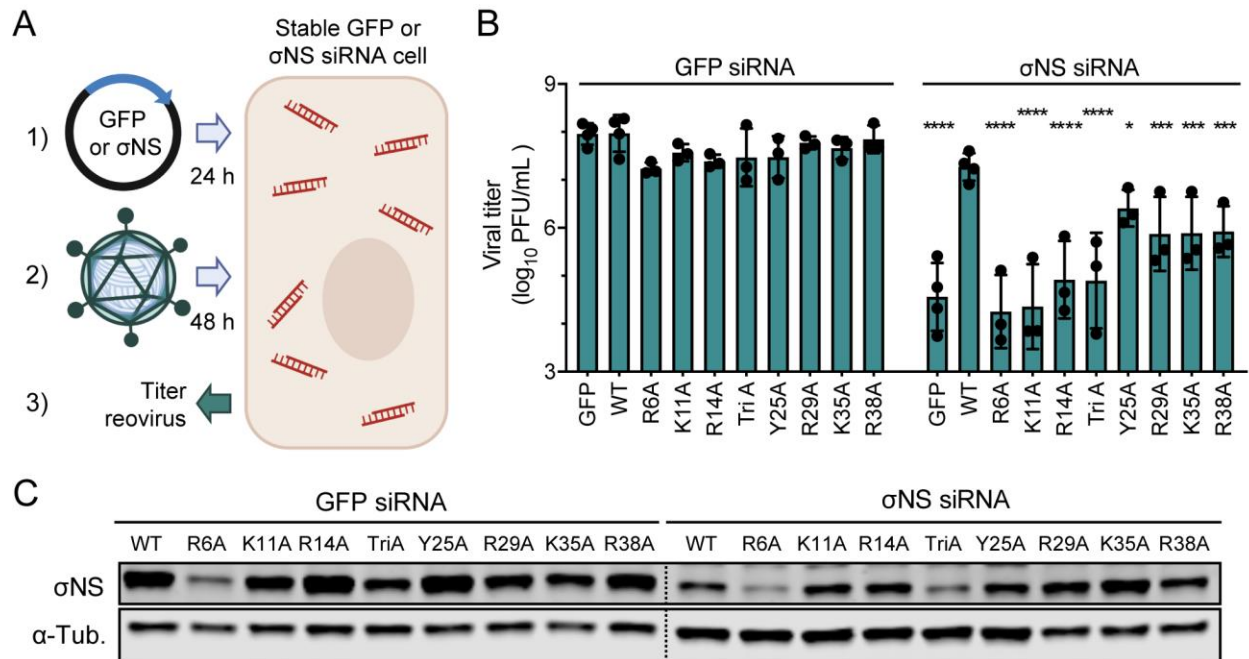 A
Stable GFP or
σNS siRNA cell
1)
GFP
or σNS
24 h
2)
48 h
3)
Titer
reovirus
B
GFP siRNA
σNS siRNA
Viral titer
(log10 PFU/mL)
9
6
3
**** **** **** **** **** * *** *** ***
GFP WT R6A K11A R14A Tri A Y25A R29A K35A R38A
GFP WT R6A K11A R14A Tri A Y25A R29A K35A R38A
C
GFP siRNA
σNS siRNA
WT R6A K11A R14A TriA Y25A R29A K35A R38A WT R6A K11A R14A TriA Y25A R29A K35A R38A
σNS
α-Tub.